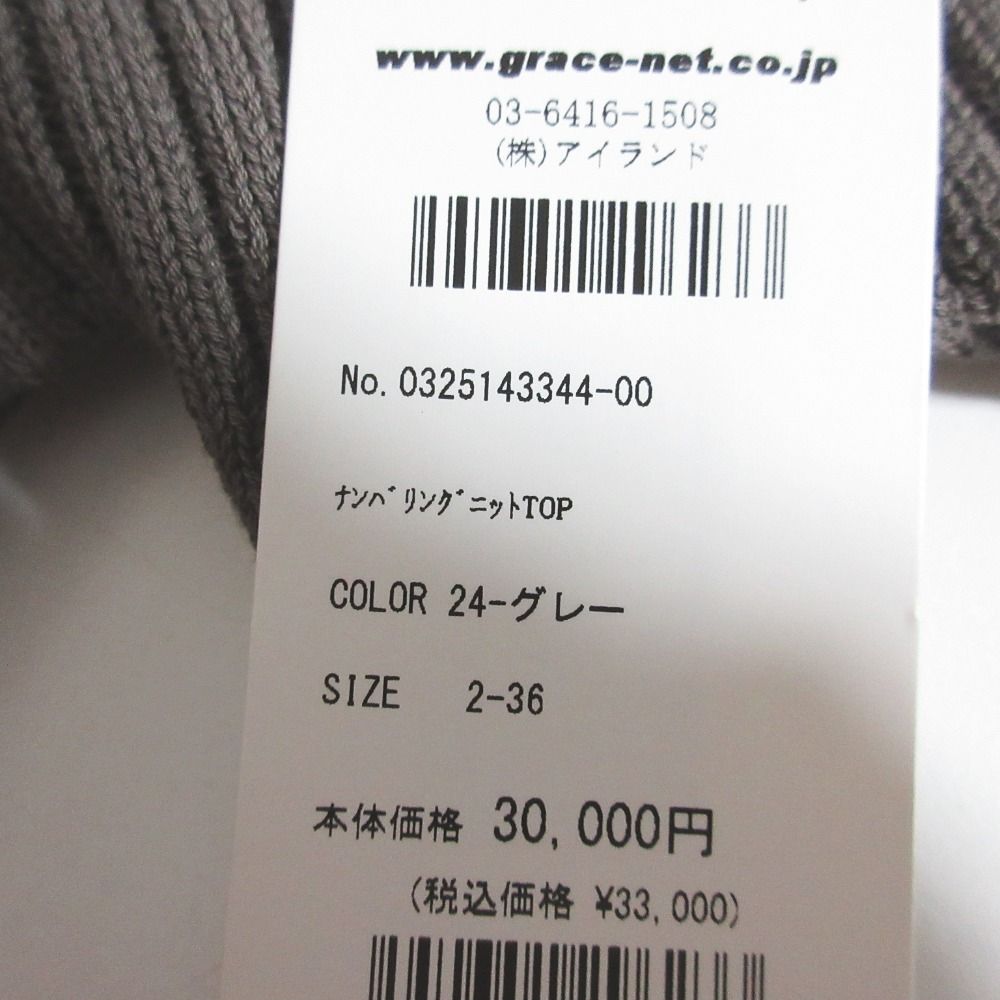 www.grace-net.co.jp
03-6416-1508
(株)アイランド
No. 0325143344-00
ﾅﾝﾊﾞﾘﾝｸﾞﾆｯﾄTOP
COLOR 24-グレー
SIZE 2-36
本体価格 30,000円
(税込価格 ¥33,000)